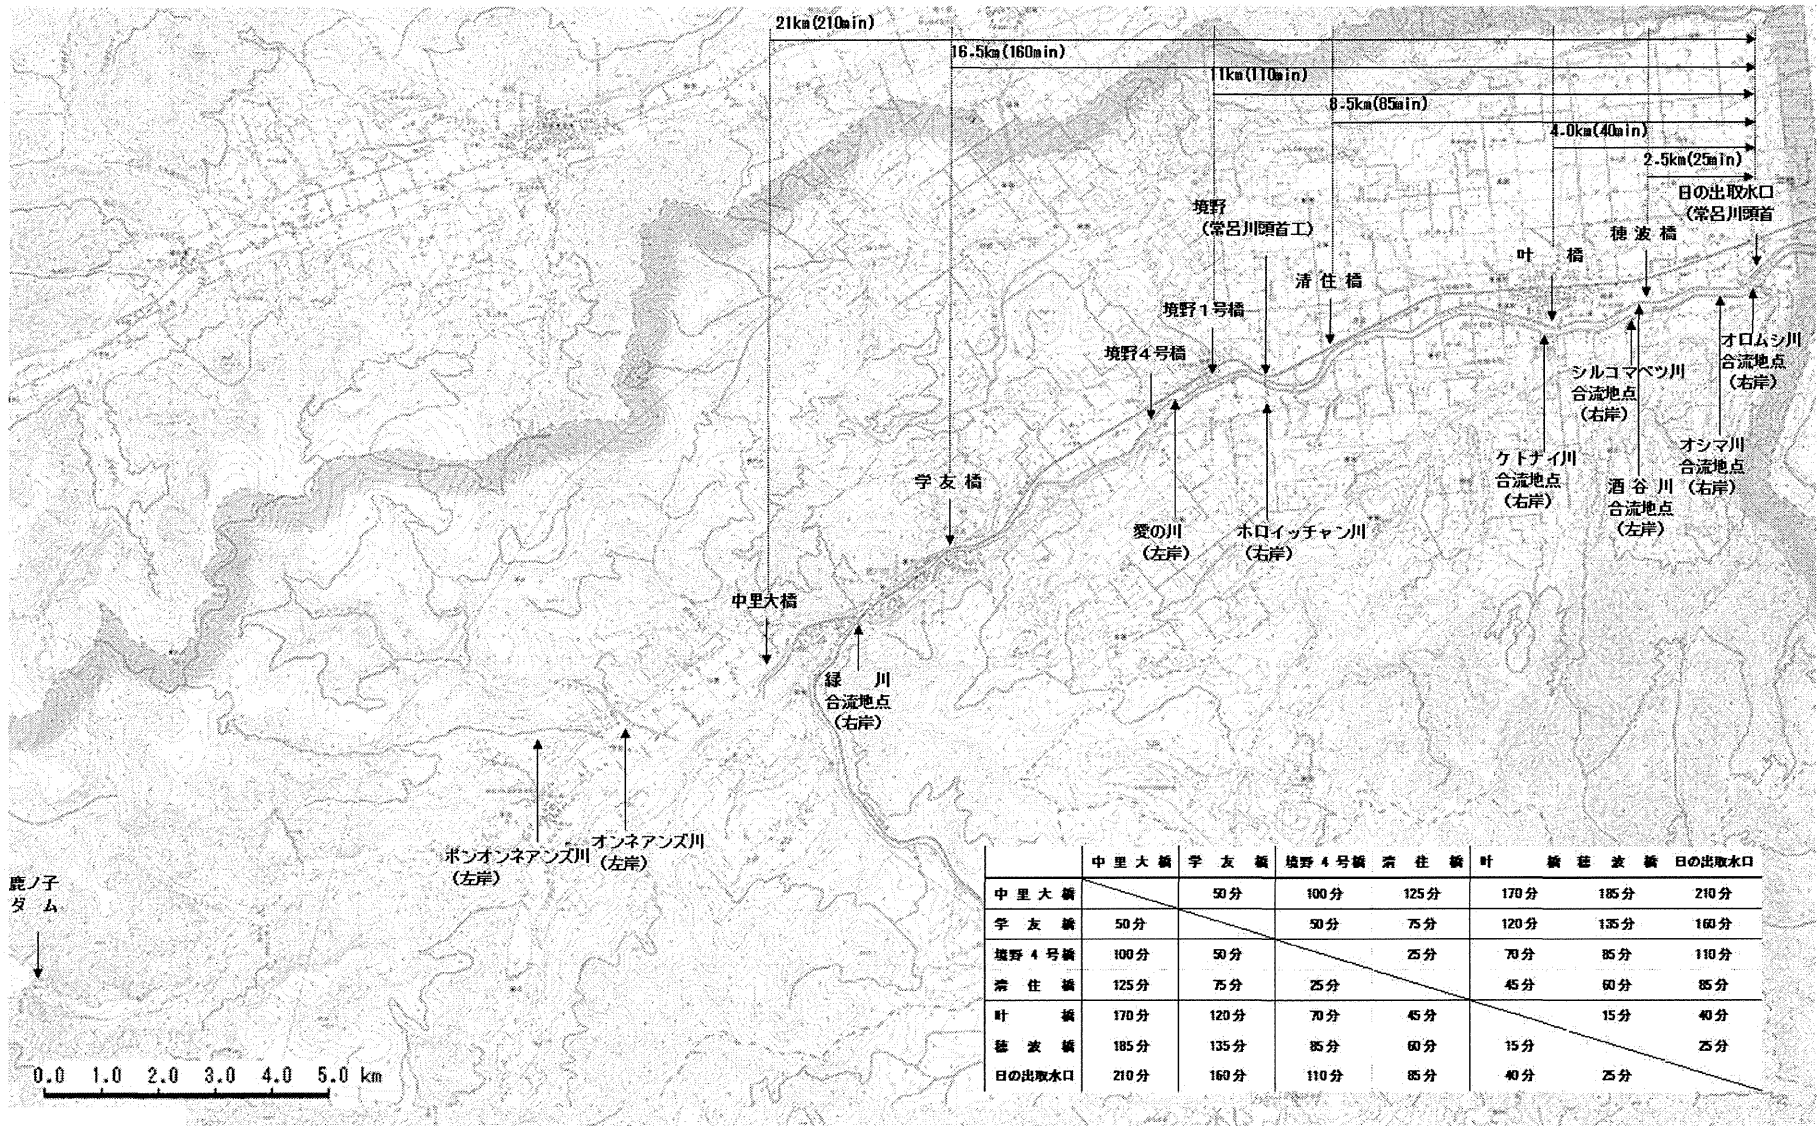 21km(210min)
16.5km(160min)
11km(110min)
8.5km(85min)
4.0km(40min)
2.5km(25min)
日の出取水口
(常呂川頭首
穂波橋
叶 橋
境野
(常呂川頭首工)
清住橋
境野1号橋
境野4号橋
学友橋
中里大橋
オロムシ川
合流地点
(右岸)
シルコマベツ川
合流地点
(右岸)
オシマ川
合流地点
(右岸)
ケトナイ川
合流地点
(右岸)
酒谷川
合流地点
(左岸)
愛の川
(左岸)
ホロイッチャン川
(右岸)
緑 川
合流地点
(右岸)
オンネアンズ川
(左岸)
ポンオンネアンズ川
(左岸)
鹿ノ子
ダ ム
中里大橋 学友橋 境野4号橋 清住橋 叶橋 穂波橋 日の出取水口
中里大橋 50分 100分 125分 170分 185分 210分
学友橋 50分 50分 75分 120分 135分 160分
境野4号橋 100分 50分 25分 70分 85分 110分
清住橋 125分 75分 25分 45分 60分 85分
叶橋 170分 120分 70分 45分 15分 40分
穂波橋 185分 135分 85分 60分 15分 25分
日の出取水口 210分 160分 110分 85分 40分 25分
0.0 1.0 2.0 3.0 4.0 5.0 km